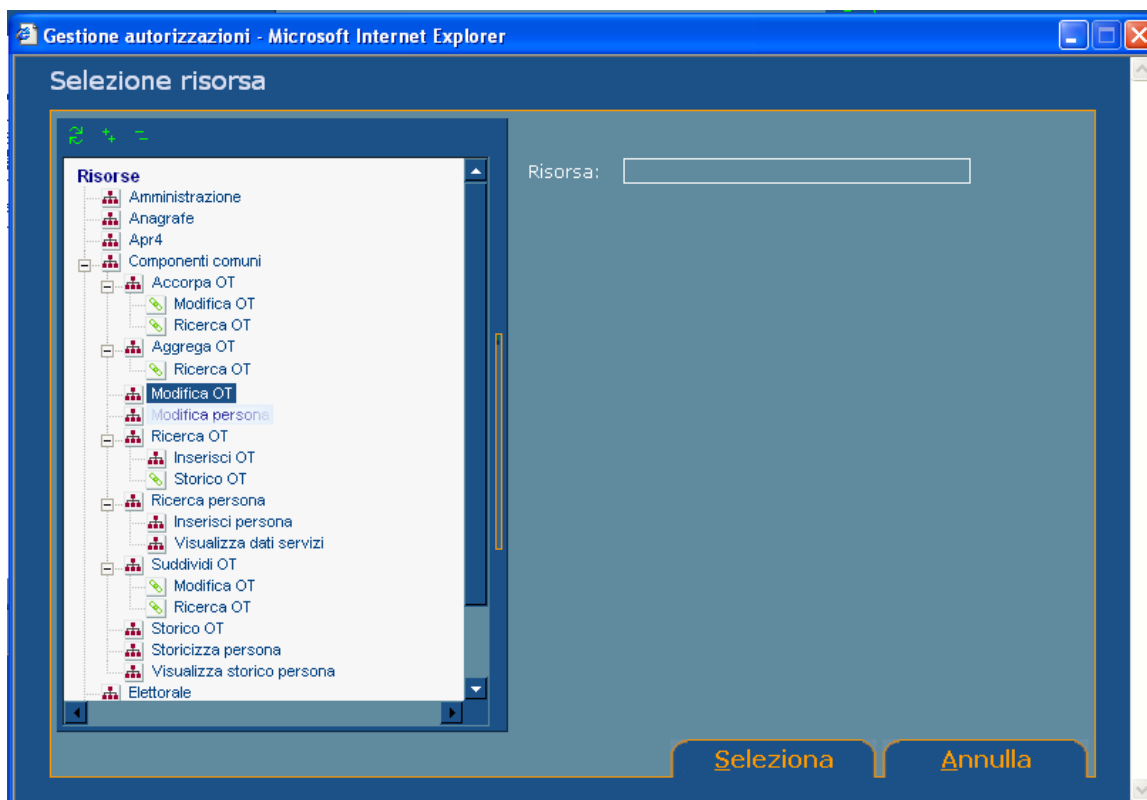 Gestione autorizzazioni - Microsoft Internet Explorer
Selezione risorsa
Risorse
Risorsa:
Amministrazione
Anagrafe
Apr4
Componenti comuni
Accorpa OT
Modifica OT
Ricerca OT
Aggrega OT
Ricerca OT
Modifica OT
Modifica persona
Ricerca OT
Inserisci OT
Storico OT
Ricerca persona
Inserisci persona
Visualizza dati servizi
Suddividi OT
Modifica OT
Ricerca OT
Storico OT
Storicizza persona
Visualizza storico persona
Elettorale
Seleziona Annulla